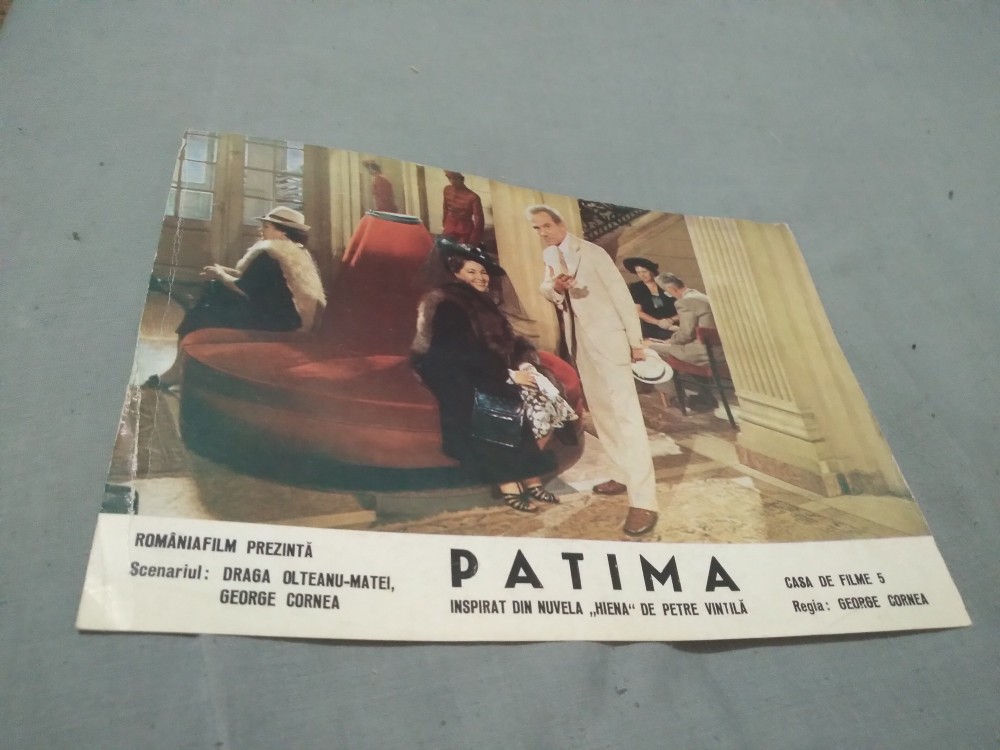 ROMÂNIAFILM PREZINTĂ
Scenariul: DRAGA OLTEANU-MATEI,
GEORGE CORNEA
PATIMA
INSPIRAT DIN NUVELA „HIENA” DE PETRE VINTILĂ
CASA DE FILME 5
Regia: GEORGE CORNEA